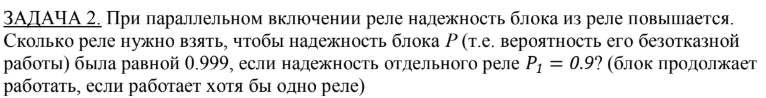 ЗАДАЧА 2. При параллельном включении реле надежность блока из реле повышается.
Сколько реле нужно взять, чтобы надежность блока P (т.е. вероятность его безотказной
работы) была равной 0.999, если надежность отдельного реле P₁ = 0.9? (блок продолжает
работать, если работает хотя бы одно реле)